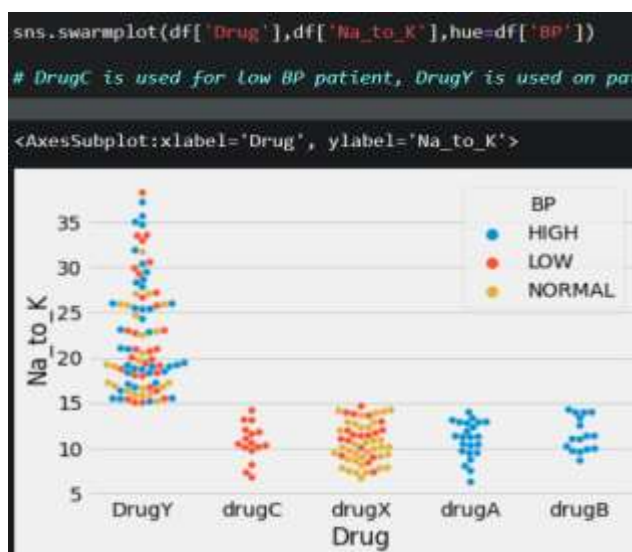 sns.swarmplot(df['Drug'],df['Na_to_K'],hue=df['BP'])
# DrugC is used for low BP patient, DrugY is used on
<AxesSubplot:xlabel='Drug', ylabel='Na_to_K'>
BP
HIGH
LOW
NORMAL
Na_to_K
35
30
25
20
15
10
5
DrugY drugC drugX drugA drugB
Drug